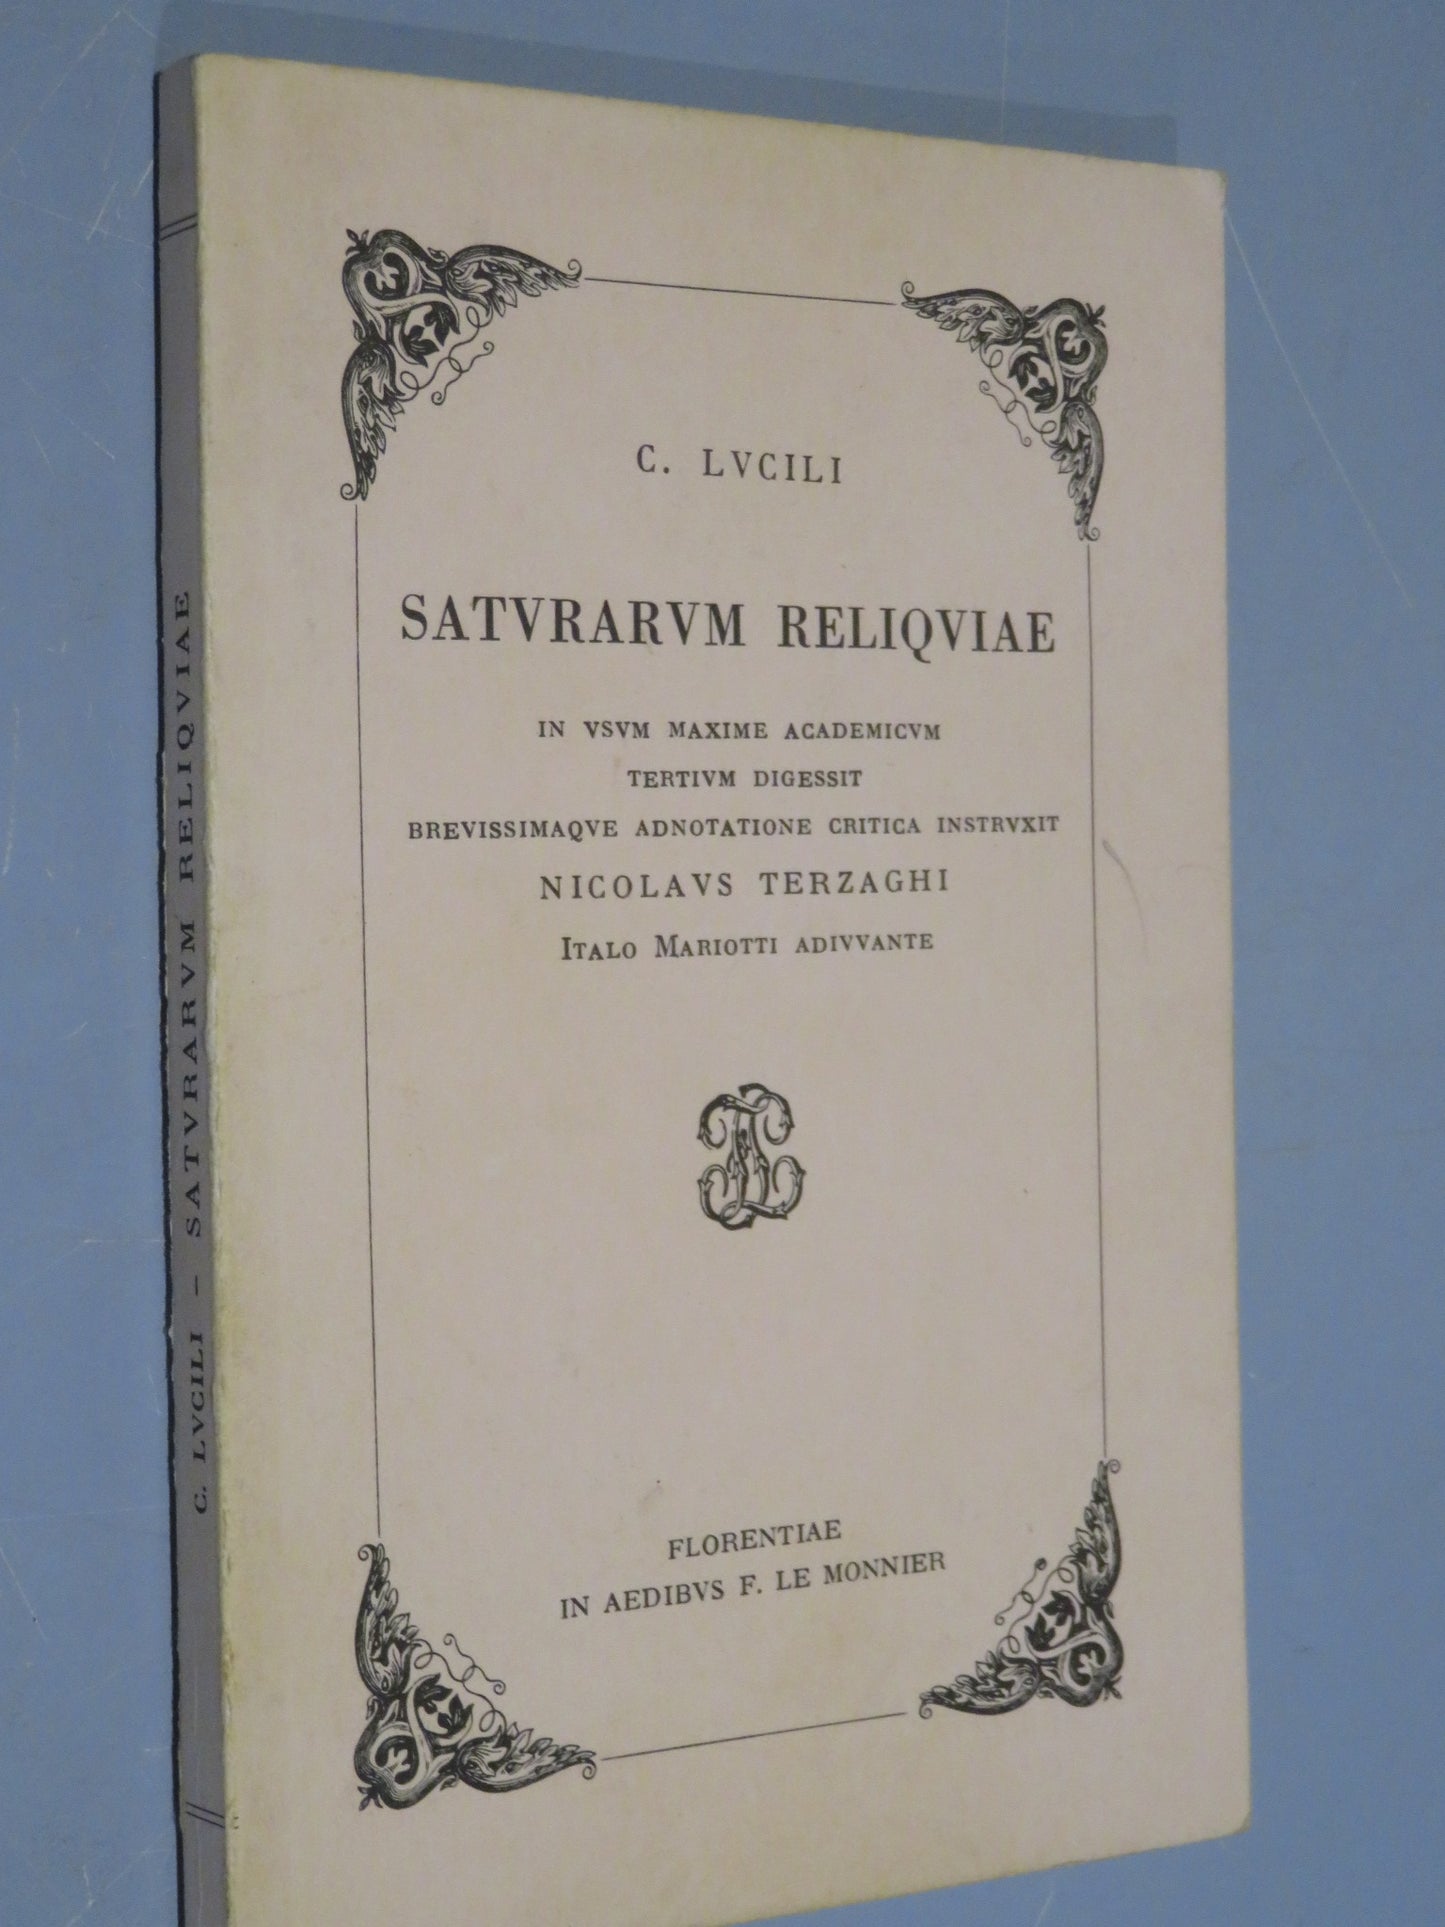 C. LVCILI
SATVRARVM RELIQVIAE
IN VSVM MAXIME ACADEMICVM
TERTIVM DIGESSIT
BREVISSIMAQVE ADNOTATIONE CRITICA INSTRVXIT
NICOLAVS TERZAGHI
ITALO MARIOTTI ADIVVANTE
FLORENTIAE
IN AEDIBVS F. LE MONNIER
C. LVCILI – SATVRARVM RELIQVIAE